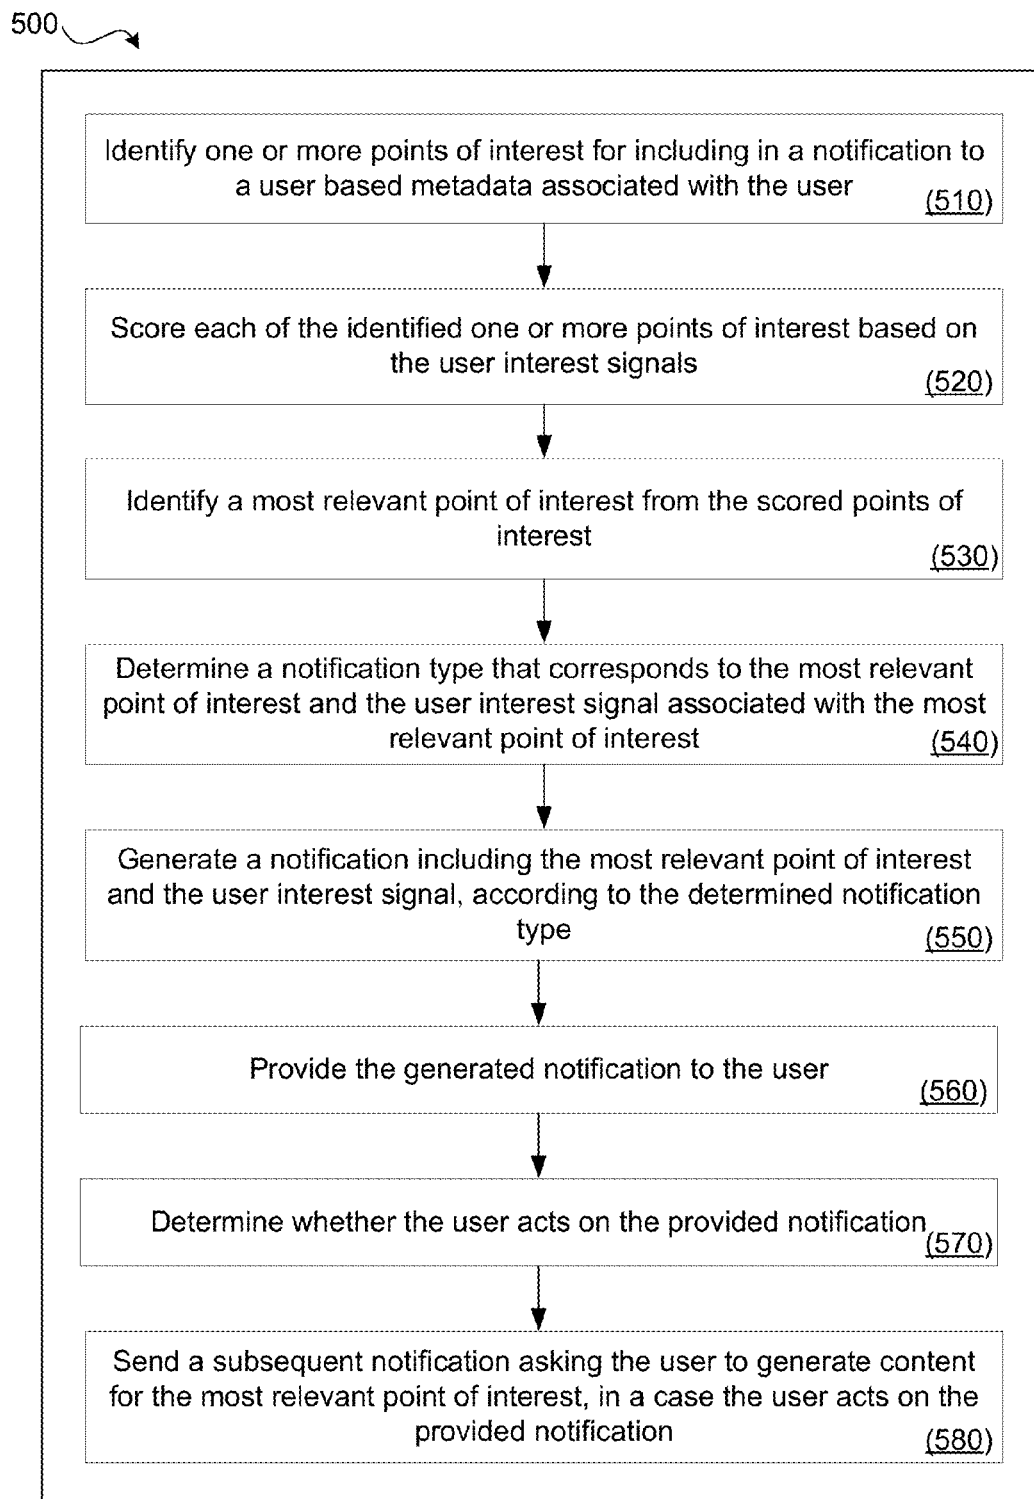 500
Identify one or more points of interest for including in a notification to
a user based metadata associated with the user
(510)
Score each of the identified one or more points of interest based on
the user interest signals
(520)
Identify a most relevant point of interest from the scored points of
interest
(530)
Determine a notification type that corresponds to the most relevant
point of interest and the user interest signal associated with the most
relevant point of interest
(540)
Generate a notification including the most relevant point of interest
and the user interest signal, according to the determined notification
type
(550)
Provide the generated notification to the user
(560)
Determine whether the user acts on the provided notification
(570)
Send a subsequent notification asking the user to generate content
for the most relevant point of interest, in a case the user acts on the
provided notification
(580)